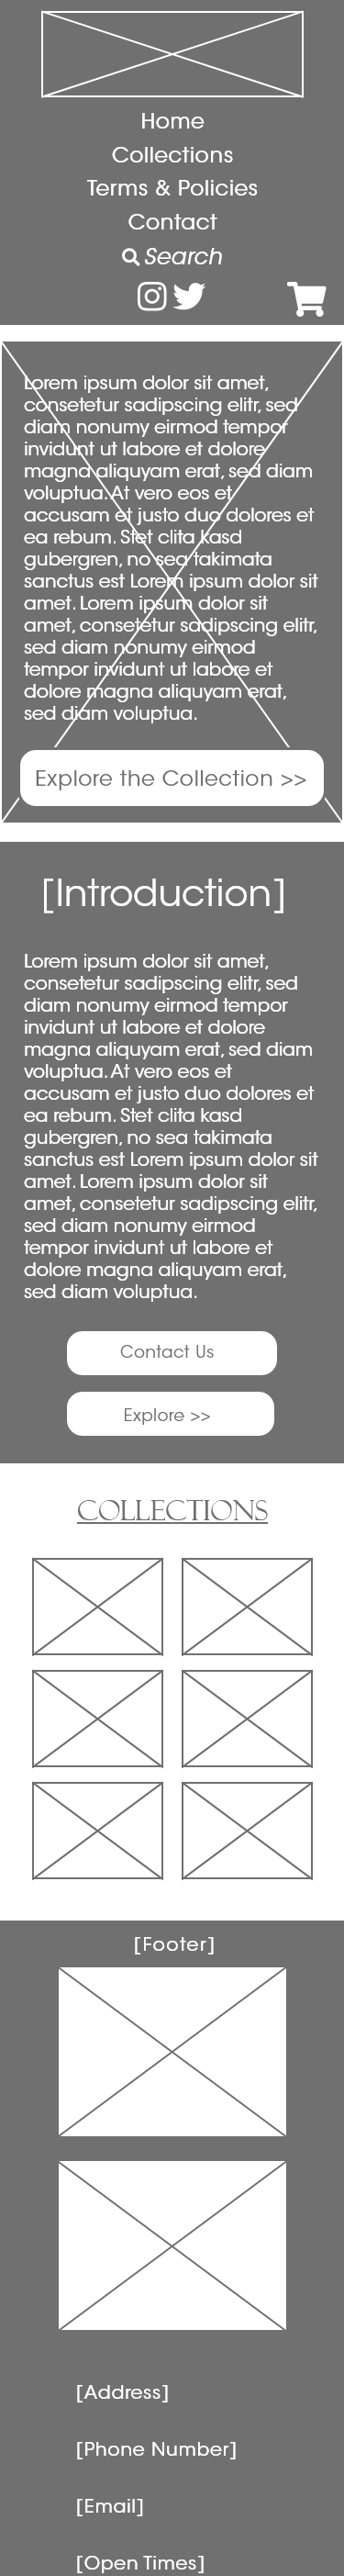 Home
Collections
Terms & Policies
Contact
Search
Lorem ipsum dolor sit amet,
consetetur sadipscing elitr, sed
diam nonumy eirmod tempor
invidunt ut labore et dolore
magna aliquyam erat, sed diam
voluptua. At vero eos et
accusam et justo duo dolores et
ea rebum. Stet clita kasd
gubergren, no sea takimata
sanctus est Lorem ipsum dolor sit
amet. Lorem ipsum dolor sit
amet, consetetur sadipscing elitr,
sed diam nonumy eirmod
tempor invidunt ut labore et
dolore magna aliquyam erat,
sed diam voluptua.
Explore the Collection >>
[Introduction]
Lorem ipsum dolor sit amet,
consetetur sadipscing elitr, sed
diam nonumy eirmod tempor
invidunt ut labore et dolore
magna aliquyam erat, sed diam
voluptua. At vero eos et
accusam et justo duo dolores et
ea rebum. Stet clita kasd
gubergren, no sea takimata
sanctus est Lorem ipsum dolor sit
amet. Lorem ipsum dolor sit
amet, consetetur sadipscing elitr,
sed diam nonumy eirmod
tempor invidunt ut labore et
dolore magna aliquyam erat,
sed diam voluptua.
Contact Us
Explore >>
COLLECTIONS
[Footer]
[Address]
[Phone Number]
[Email]
[Open Times]